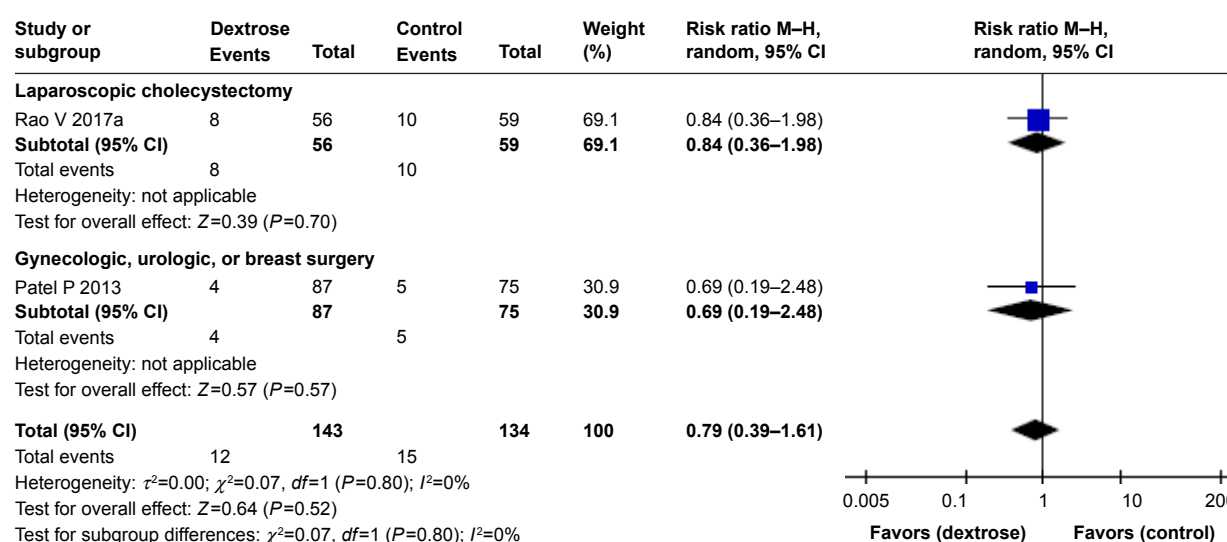 Study or subgroup Dextrose Events Total Control Events Total Weight (%) Risk ratio M–H, random, 95% CI Risk ratio M–H, random, 95% CI
Laparoscopic cholecystectomy
Rao V 2017a 8 56 10 59 69.1 0.84 (0.36–1.98)
Subtotal (95% CI) 56 59 69.1 0.84 (0.36–1.98)
Total events 8 10
Heterogeneity: not applicable
Test for overall effect: Z=0.39 (P=0.70)
Gynecologic, urologic, or breast surgery
Patel P 2013 4 87 5 75 30.9 0.69 (0.19–2.48)
Subtotal (95% CI) 87 75 30.9 0.69 (0.19–2.48)
Total events 4 5
Heterogeneity: not applicable
Test for overall effect: Z=0.57 (P=0.57)
Total (95% CI) 143 134 100 0.79 (0.39–1.61)
Total events 12 15
Heterogeneity: τ²=0.00; χ²=0.07, df=1 (P=0.80); I²=0%
Test for overall effect: Z=0.64 (P=0.52)
Test for subgroup differences: χ²=0.07, df=1 (P=0.80); I²=0%
0.005 0.1 1 10
Favors (dextrose) Favors (control)